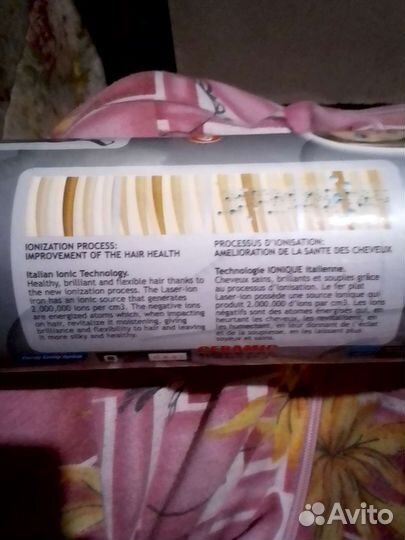 IONIZATION PROCESS:
IMPROVEMENT OF THE HAIR HEALTH
Italian Ionic Technology.
Healthy, brilliant and flexible hair thanks to
the new ionization process. The Laser-ion
iron has an ionic source that generates
2,000,000 ions per cm3. The negative ions
are energized atoms which, when impacting
on hair, revitalize it moistening, giving
brilliance and flexibility to hair and leaving
it more silky and healthy.
PROCESSUS D'IONISATION:
AMELIORATION DE LA SANTE DES CHEVEUX
Technologie IONIQUE italienne.
Cheveux sains, brillants et souples grâce
au processus d'ionisation. Le fer plat
Laser-ion possède une source ionique qui
produit 2.000.000 d'ions par cm3. Les ions
négatifs sont des atomes énergisés qui, en
heurtant les cheveux, les revitalisent, en
les humectant, en leur donnant de l'éclat
et de la souplesse, en les laissant plus
soyeux et sains.
CERAMIC
Avito